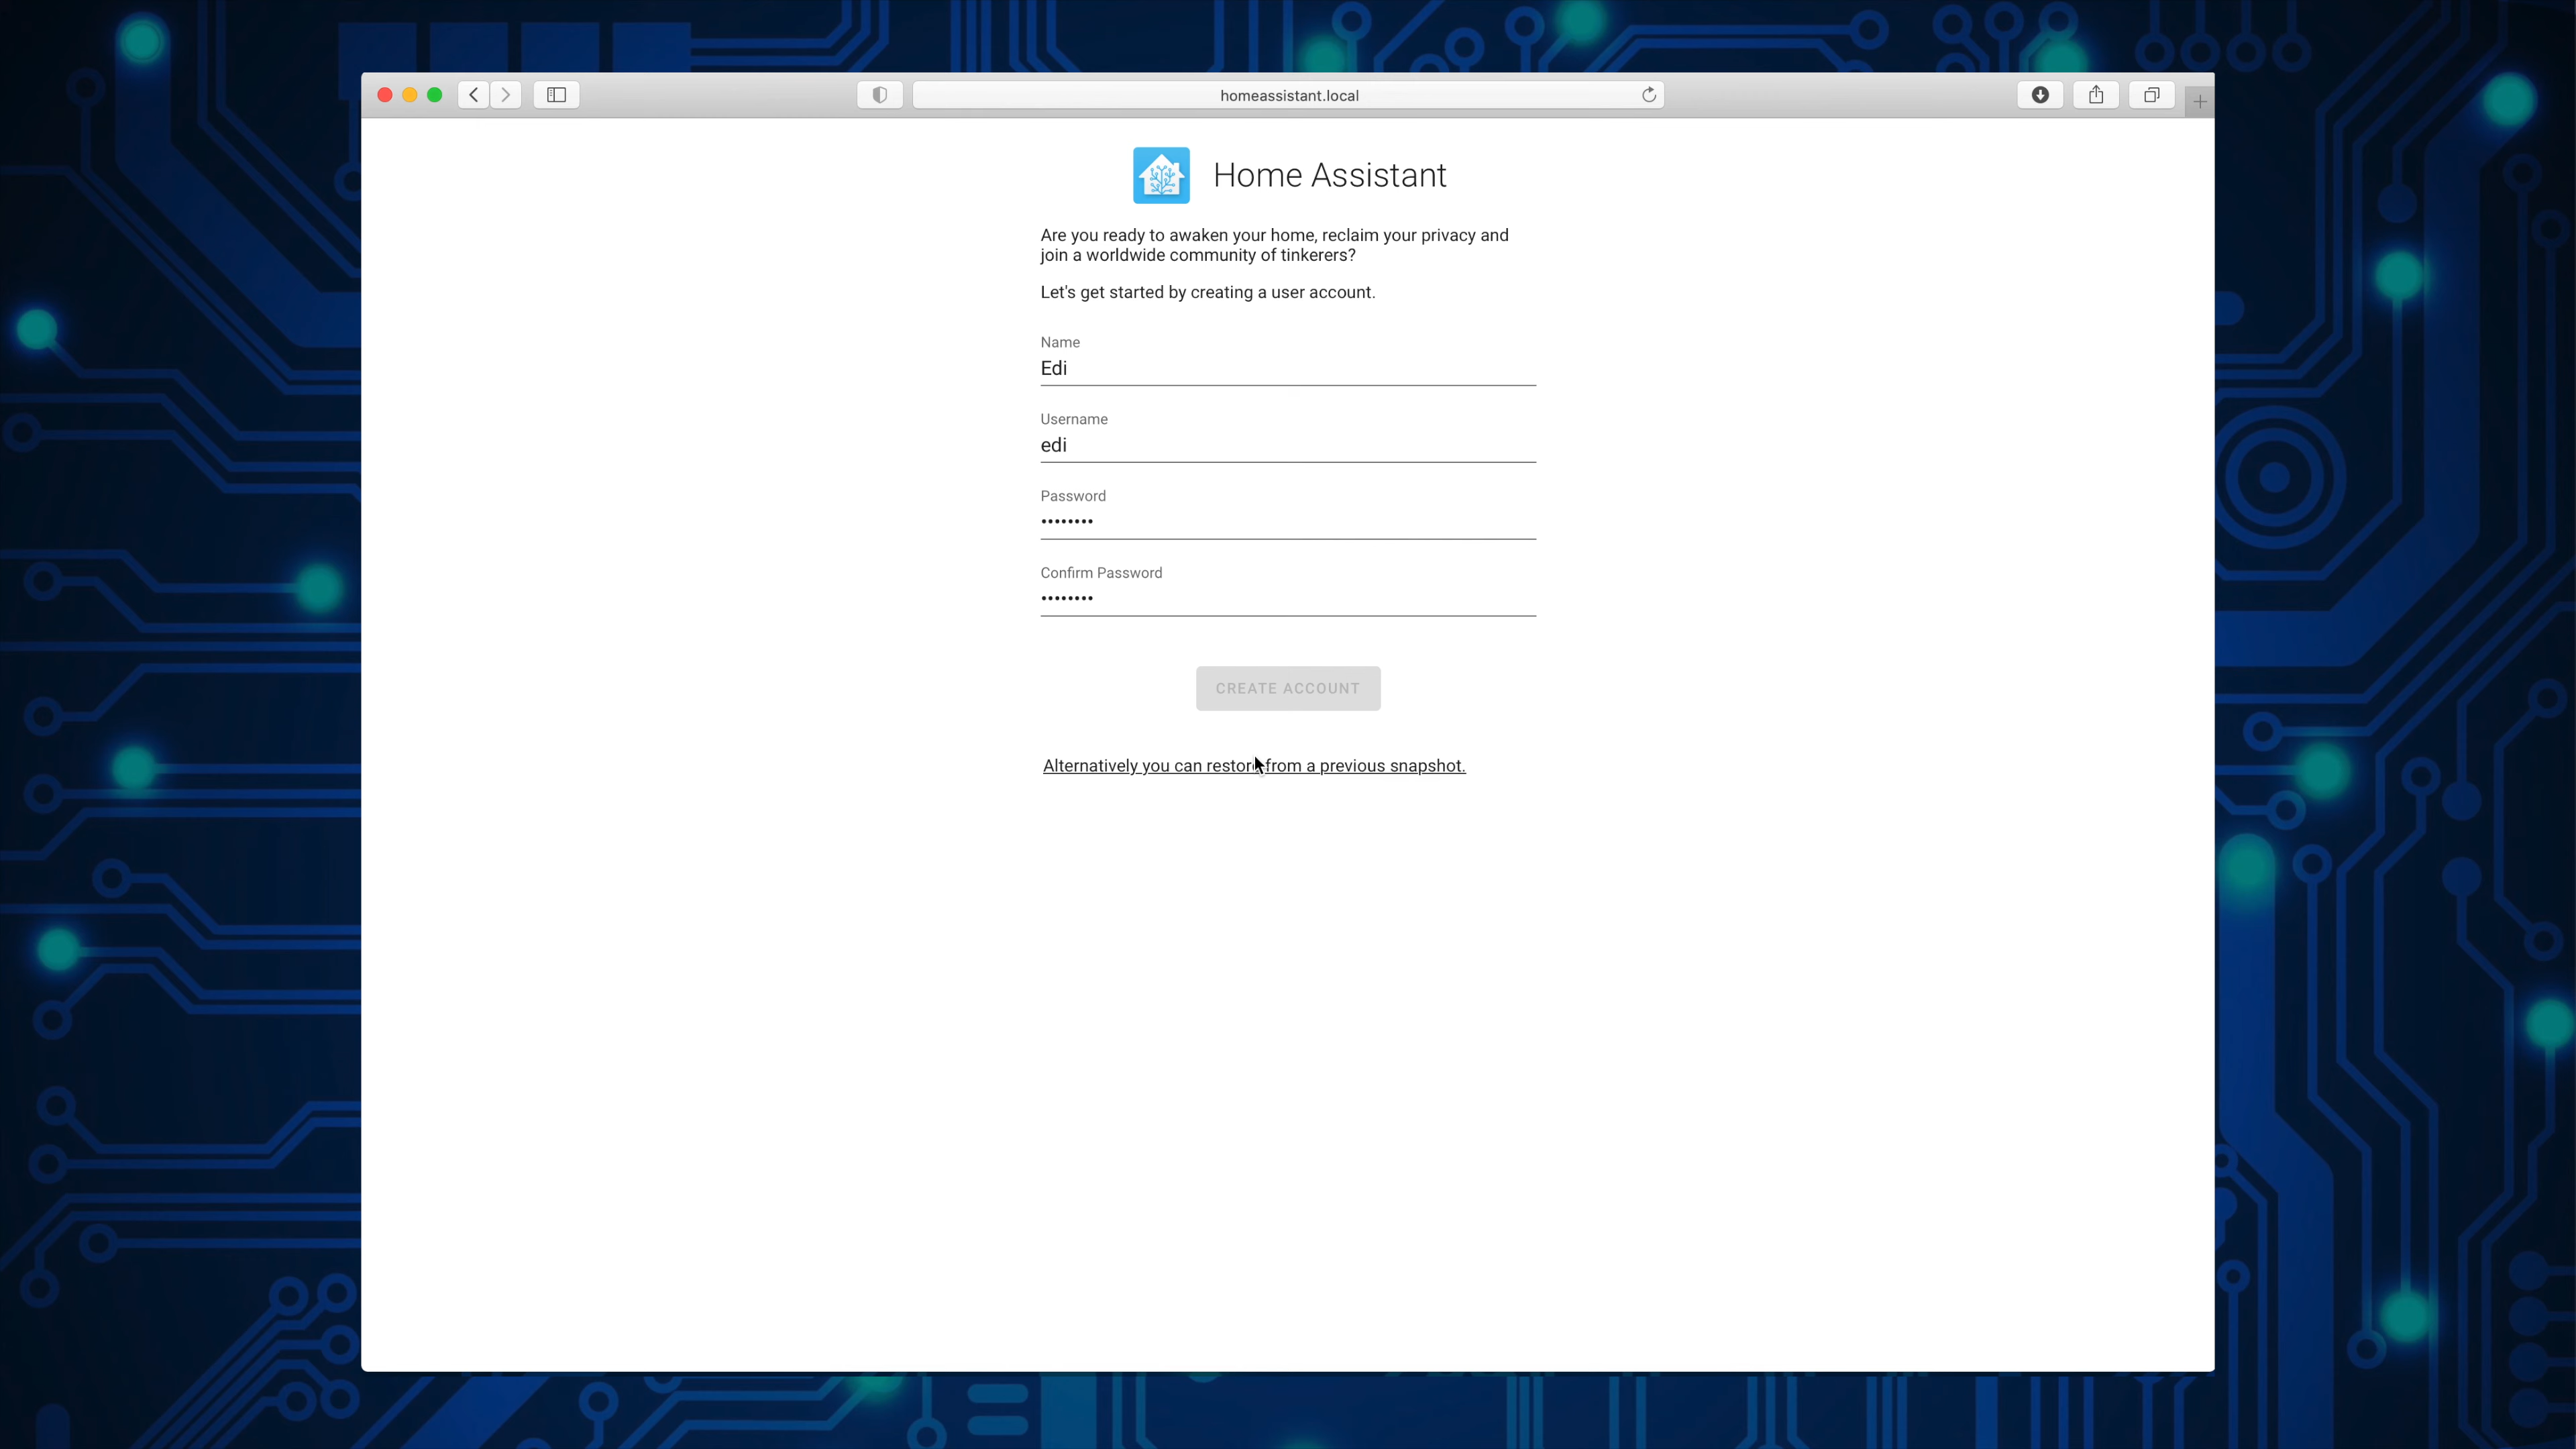 homeassistant.local
Home Assistant
Are you ready to awaken your home, reclaim your privacy and
join a worldwide community of tinkerers?
Let's get started by creating a user account.
Name
Edi
Username
edi
Password
••••••••
Confirm Password
••••••••
CREATE ACCOUNT
Alternatively you can restore from a previous snapshot.